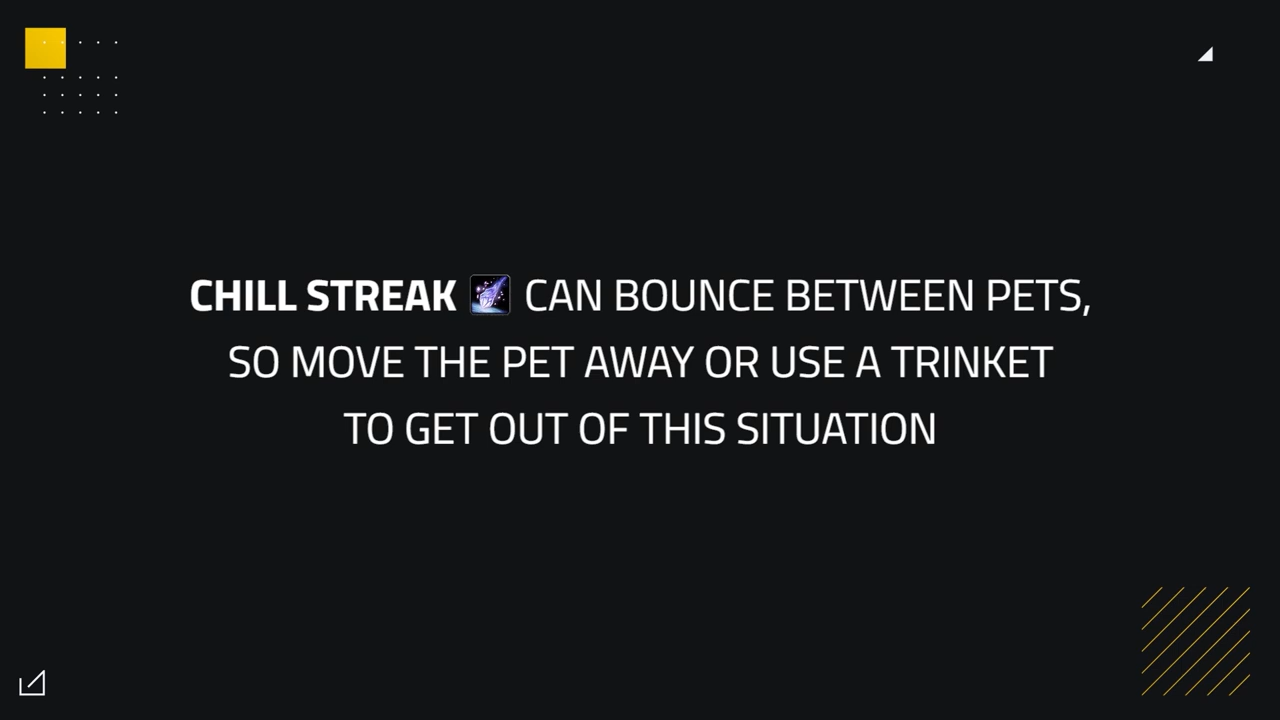 CHILL STREAK CAN BOUNCE BETWEEN PETS,
SO MOVE THE PET AWAY OR USE A TRINKET
TO GET OUT OF THIS SITUATION